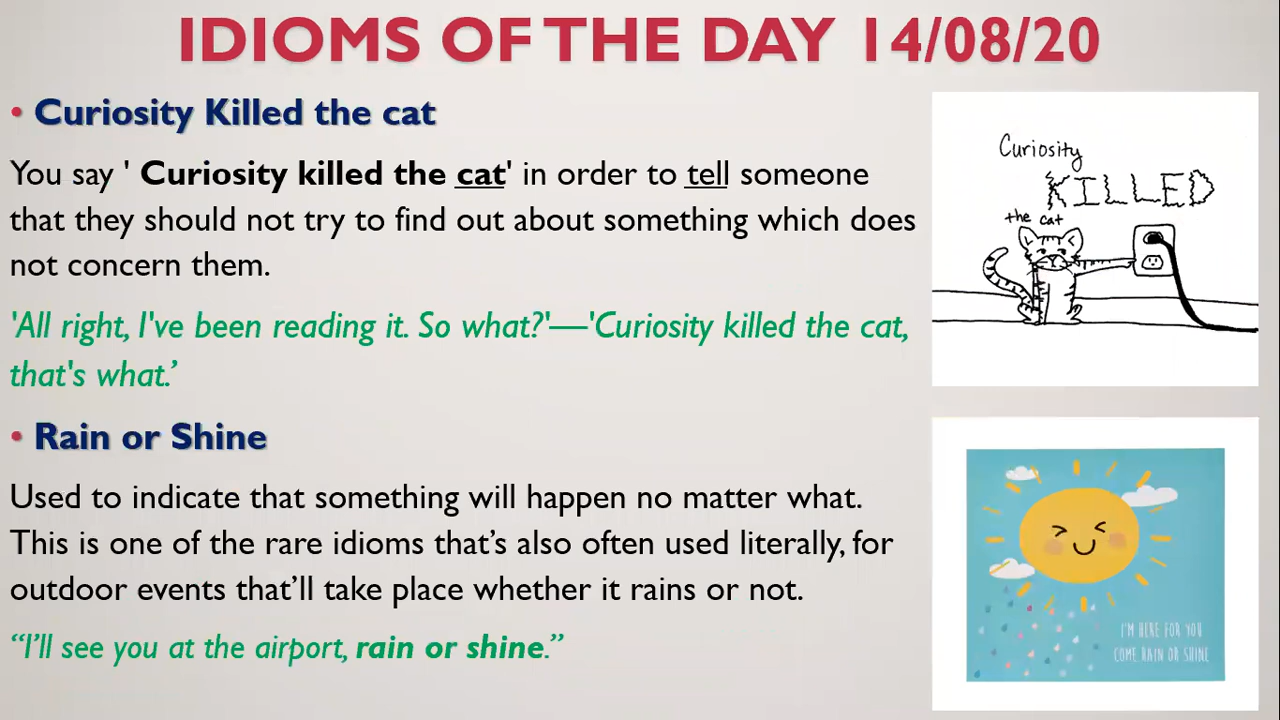 IDIOMS OF THE DAY 14/08/20
• Curiosity Killed the cat
You say ' Curiosity killed the cat' in order to tell someone
that they should not try to find out about something which does
not concern them.
'All right, I've been reading it. So what?'—'Curiosity killed the cat,
that's what.’
• Rain or Shine
Used to indicate that something will happen no matter what.
This is one of the rare idioms that’s also often used literally, for
outdoor events that’ll take place whether it rains or not.
“I’ll see you at the airport, rain or shine.”
Curiosity
KILLED
the cat
I'M HERE FOR YOU
COME RAIN OR SHINE